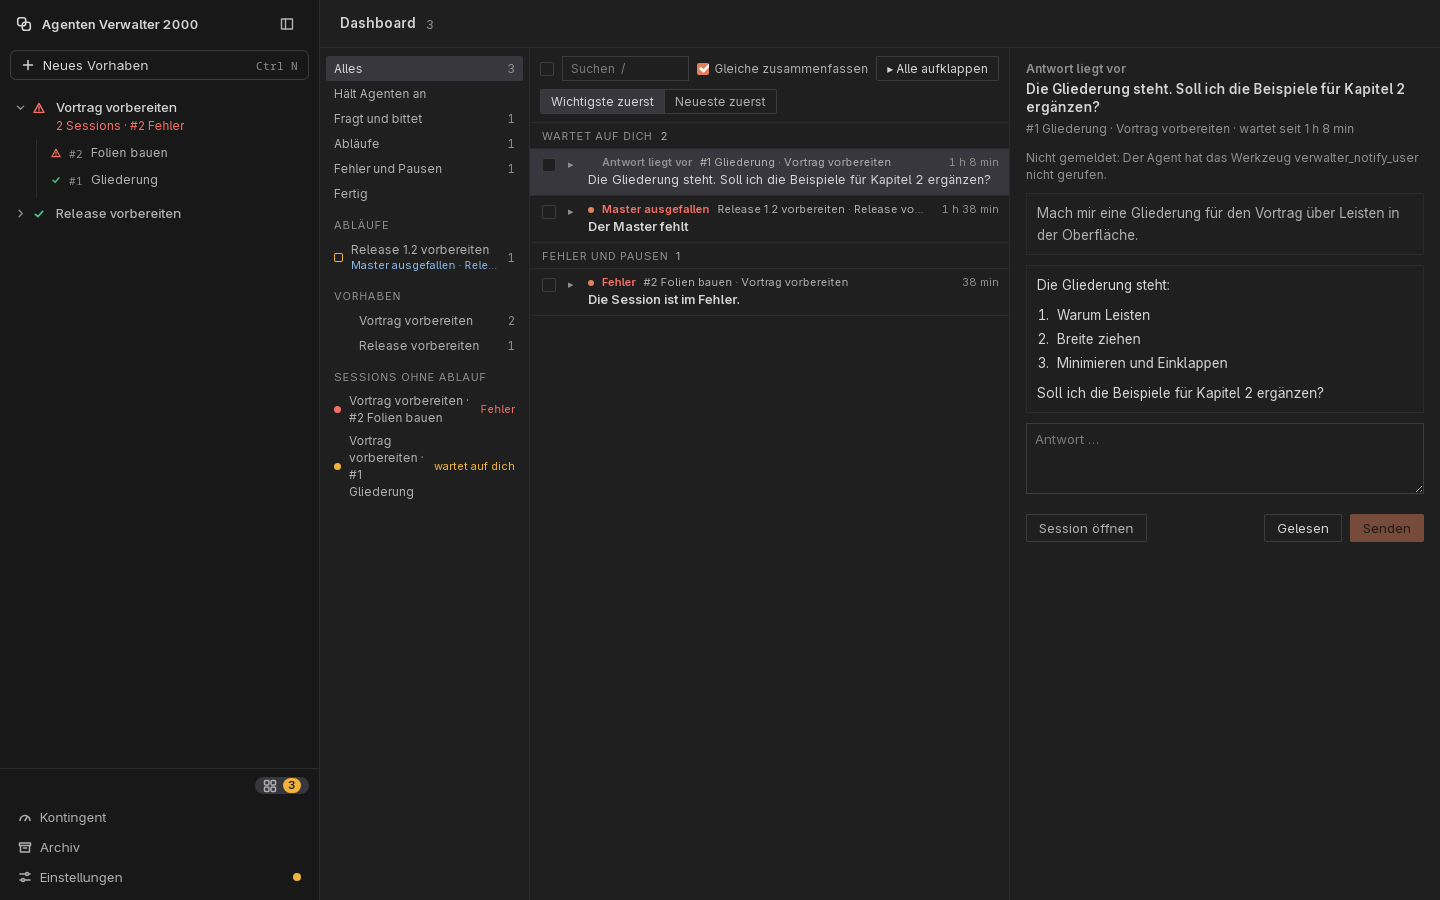 Agenten Verwalter 2000
Neues Vorhaben Ctrl N
Vortrag vorbereiten
2 Sessions · #2 Fehler
#2 Folien bauen
#1 Gliederung
Release vorbereiten
3
Kontingent
Archiv
Einstellungen
Dashboard 3
Alles 3
Hält Agenten an
Fragt und bittet 1
Abläufe 1
Fehler und Pausen 1
Fertig
ABLÄUFE
Release 1.2 vorbereiten 1
Master ausgefallen · Rele…
VORHABEN
Vortrag vorbereiten 2
Release vorbereiten 1
SESSIONS OHNE ABLAUF
Vortrag vorbereiten ·
#2 Folien bauen
Fehler
Vortrag
vorbereiten ·
#1
Gliederung
wartet auf dich
Suchen /
Gleiche zusammenfassen
▸ Alle aufklappen
Wichtigste zuerst Neueste zuerst
WARTET AUF DICH 2
Antwort liegt vor #1 Gliederung · Vortrag vorbereiten 1 h 8 min
Die Gliederung steht. Soll ich die Beispiele für Kapitel 2 ergänzen?
Master ausgefallen Release 1.2 vorbereiten · Release vo… 1 h 38 min
Der Master fehlt
FEHLER UND PAUSEN 1
Fehler #2 Folien bauen · Vortrag vorbereiten 38 min
Die Session ist im Fehler.
Antwort liegt vor
Die Gliederung steht. Soll ich die Beispiele für Kapitel 2
ergänzen?
#1 Gliederung · Vortrag vorbereiten · wartet seit 1 h 8 min
Nicht gemeldet: Der Agent hat das Werkzeug verwalter_notify_user
nicht gerufen.
Mach mir eine Gliederung für den Vortrag über Leisten in
der Oberfläche.
Die Gliederung steht:
1. Warum Leisten
2. Breite ziehen
3. Minimieren und Einklappen
Soll ich die Beispiele für Kapitel 2 ergänzen?
Antwort …
Session öffnen
Gelesen
Senden